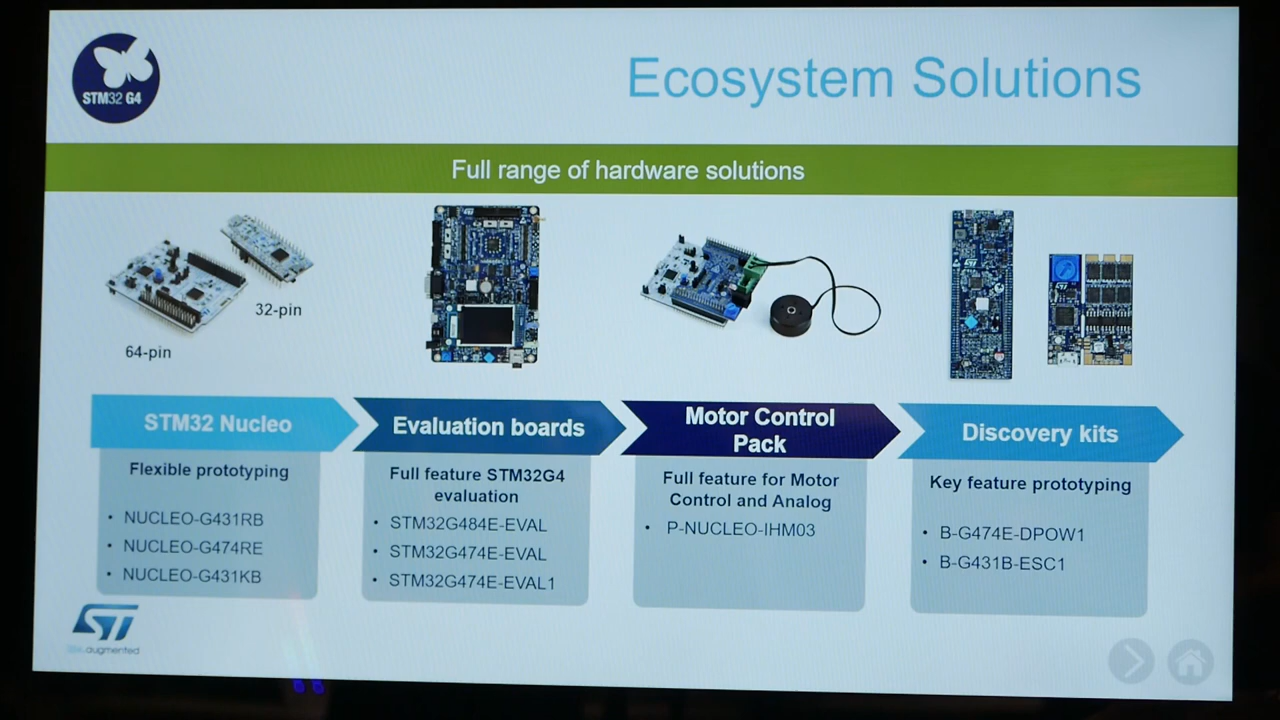 STM32 G4
Ecosystem Solutions
Full range of hardware solutions
32-pin
64-pin
STM32 Nucleo
Flexible prototyping
• NUCLEO-G431RB
• NUCLEO-G474RE
• NUCLEO-G431KB
Evaluation boards
Full feature STM32G4
evaluation
• STM32G484E-EVAL
• STM32G474E-EVAL
• STM32G474E-EVAL1
Motor Control
Pack
Full feature for Motor
Control and Analog
• P-NUCLEO-IHM03
Discovery kits
Key feature prototyping
• B-G474E-DPOW1
• B-G431B-ESC1
ST
.augmented